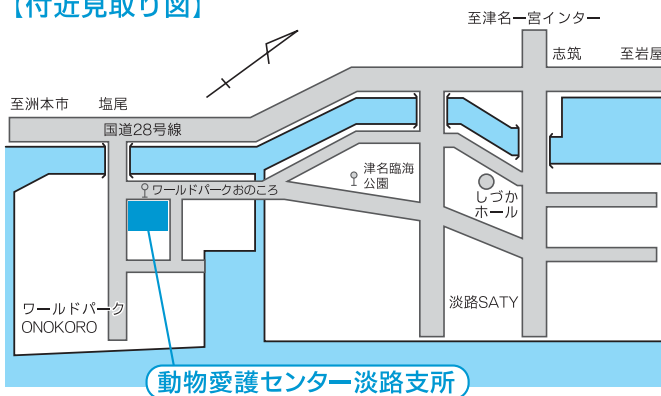 【付近見取り図】
至津名一宮インター
志筑
至岩屋
至洲本市
塩尾
国道28号線
津名臨海
公園
ワールドパークおのころ
しづか
ホール
ワールドパーク
ONOKORO
淡路SATY
動物愛護センター淡路支所